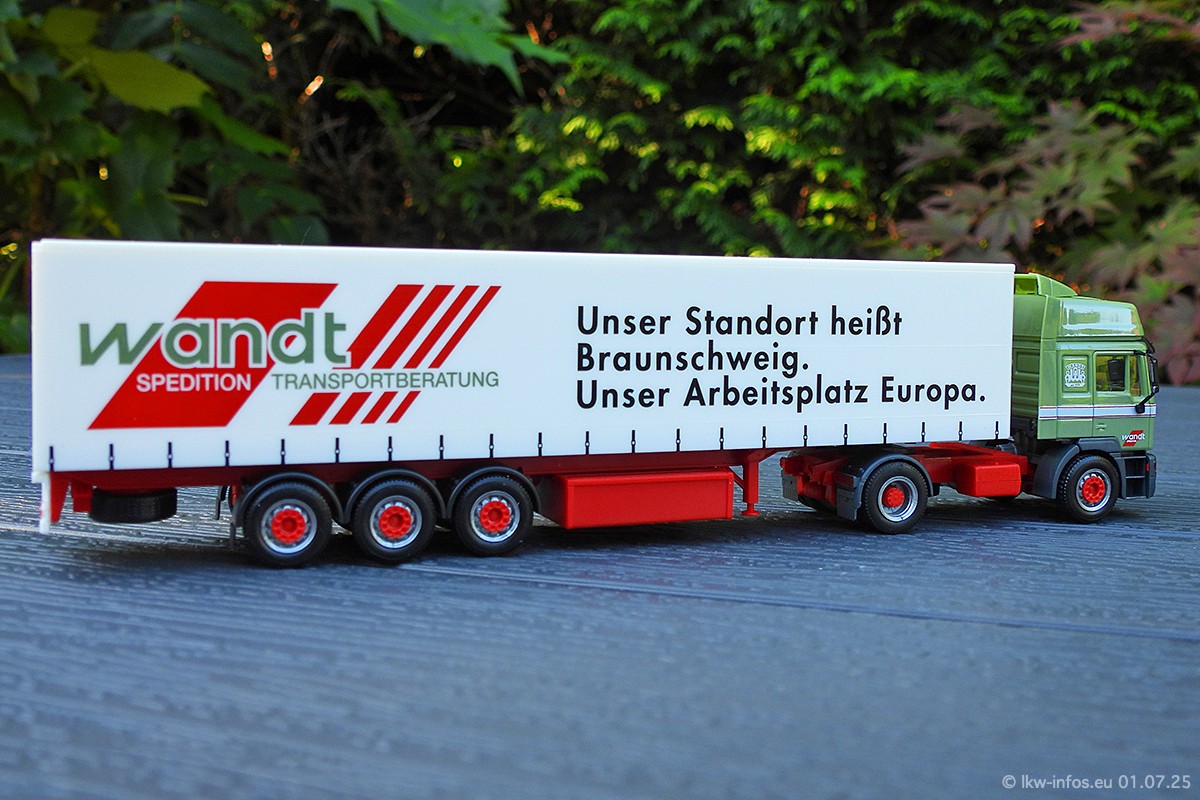 wandt
SPEDITION TRANSPORTBERATUNG
Unser Standort heißt
Braunschweig.
Unser Arbeitsplatz Europa.
wandt
© lkw-infos.eu 01.07.25